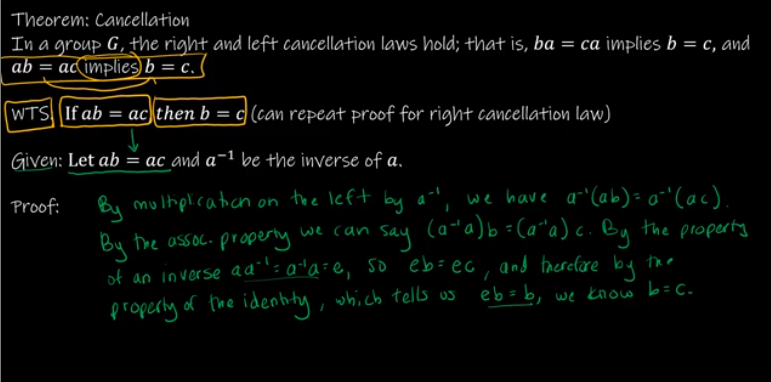 Theorem: Cancellation
In a group G, the right and left cancellation laws hold; that is, ba = ca implies b = c, and
ab = ac implies b = c.
WTS If ab = ac then b = c (can repeat proof for right cancellation law)
Given: Let ab = ac and a⁻¹ be the inverse of a.
Proof: By multiplication on the left by a⁻¹, we have a⁻¹(ab) = a⁻¹(ac).
By the assoc. property we can say (a⁻¹a)b = (a⁻¹a)c. By the property
of an inverse aa⁻¹ = a⁻¹a = e, so eb = ec, and therefore by the
property of the identity, which tells us eb = b, we know b = c.